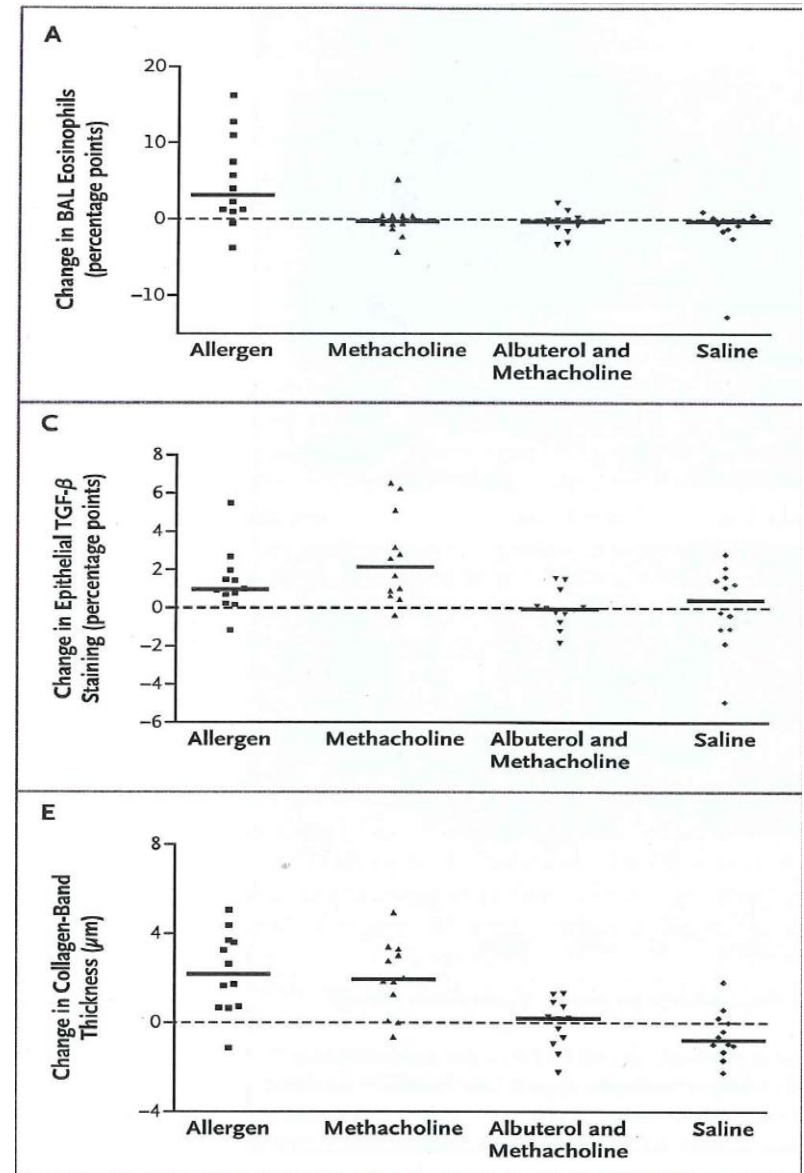 A
Change in BAL Eosinophils
(percentage points)
20
10
0
−10
Allergen
Methacholine
Albuterol and
Methacholine
Saline
C
Change in Epithelial TGF-β
Staining (percentage points)
8
6
4
2
0
−2
−4
−6
Allergen
Methacholine
Albuterol and
Methacholine
Saline
E
Change in Collagen-Band
Thickness (μm)
8
4
0
−4
Allergen
Methacholine
Albuterol and
Methacholine
Saline